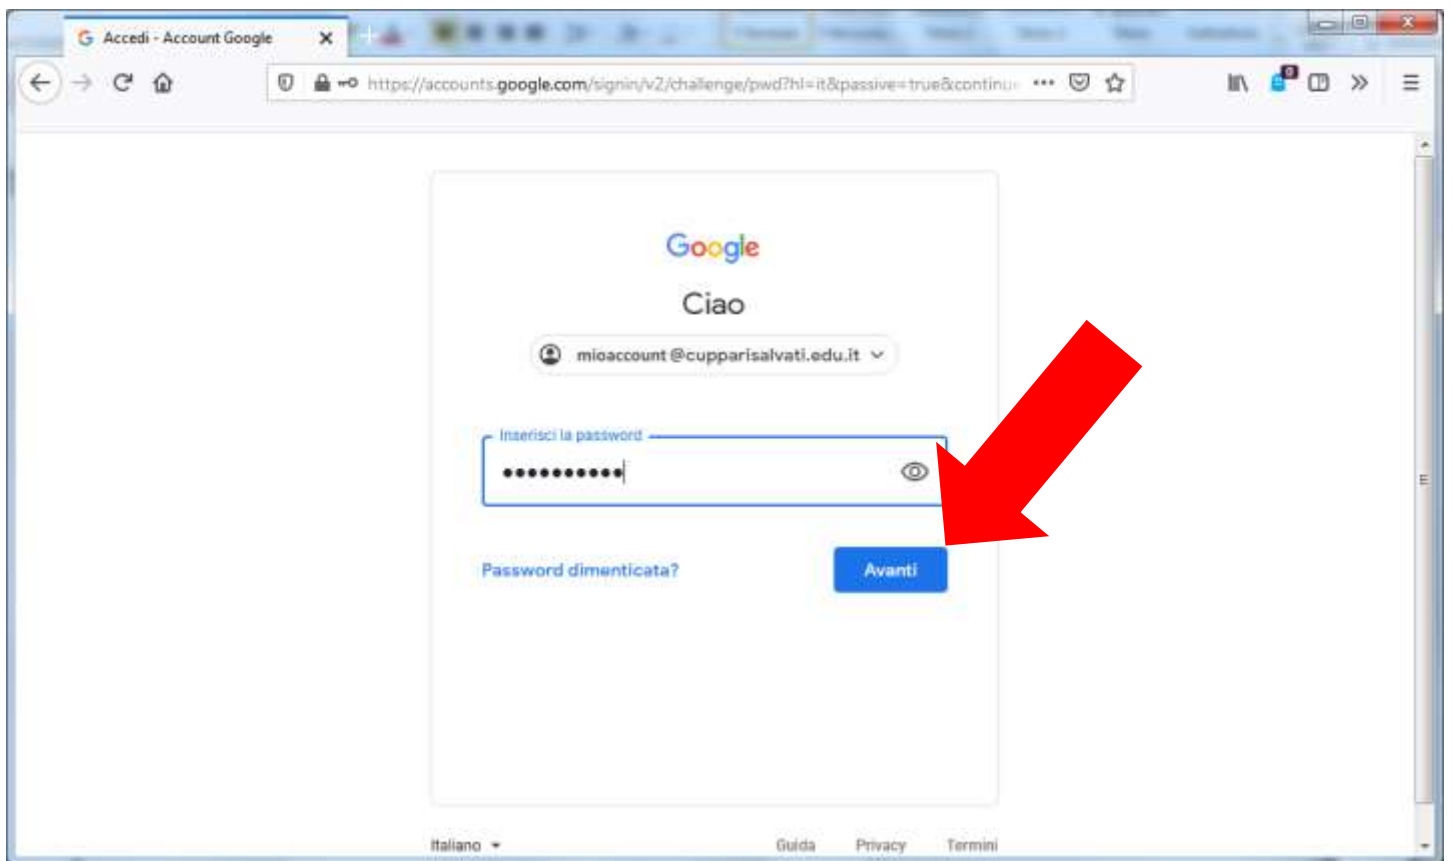 Accedi - Account Google
https://accounts.google.com/signin/v2/challenge/pwd?hl=it&passive=true&continu
0
Google
Ciao
mioaccount@cupparisalvati.edu.it
Inserisci la password
••••••••••
Password dimenticata?
Avanti
Italiano
Guida Privacy Termini